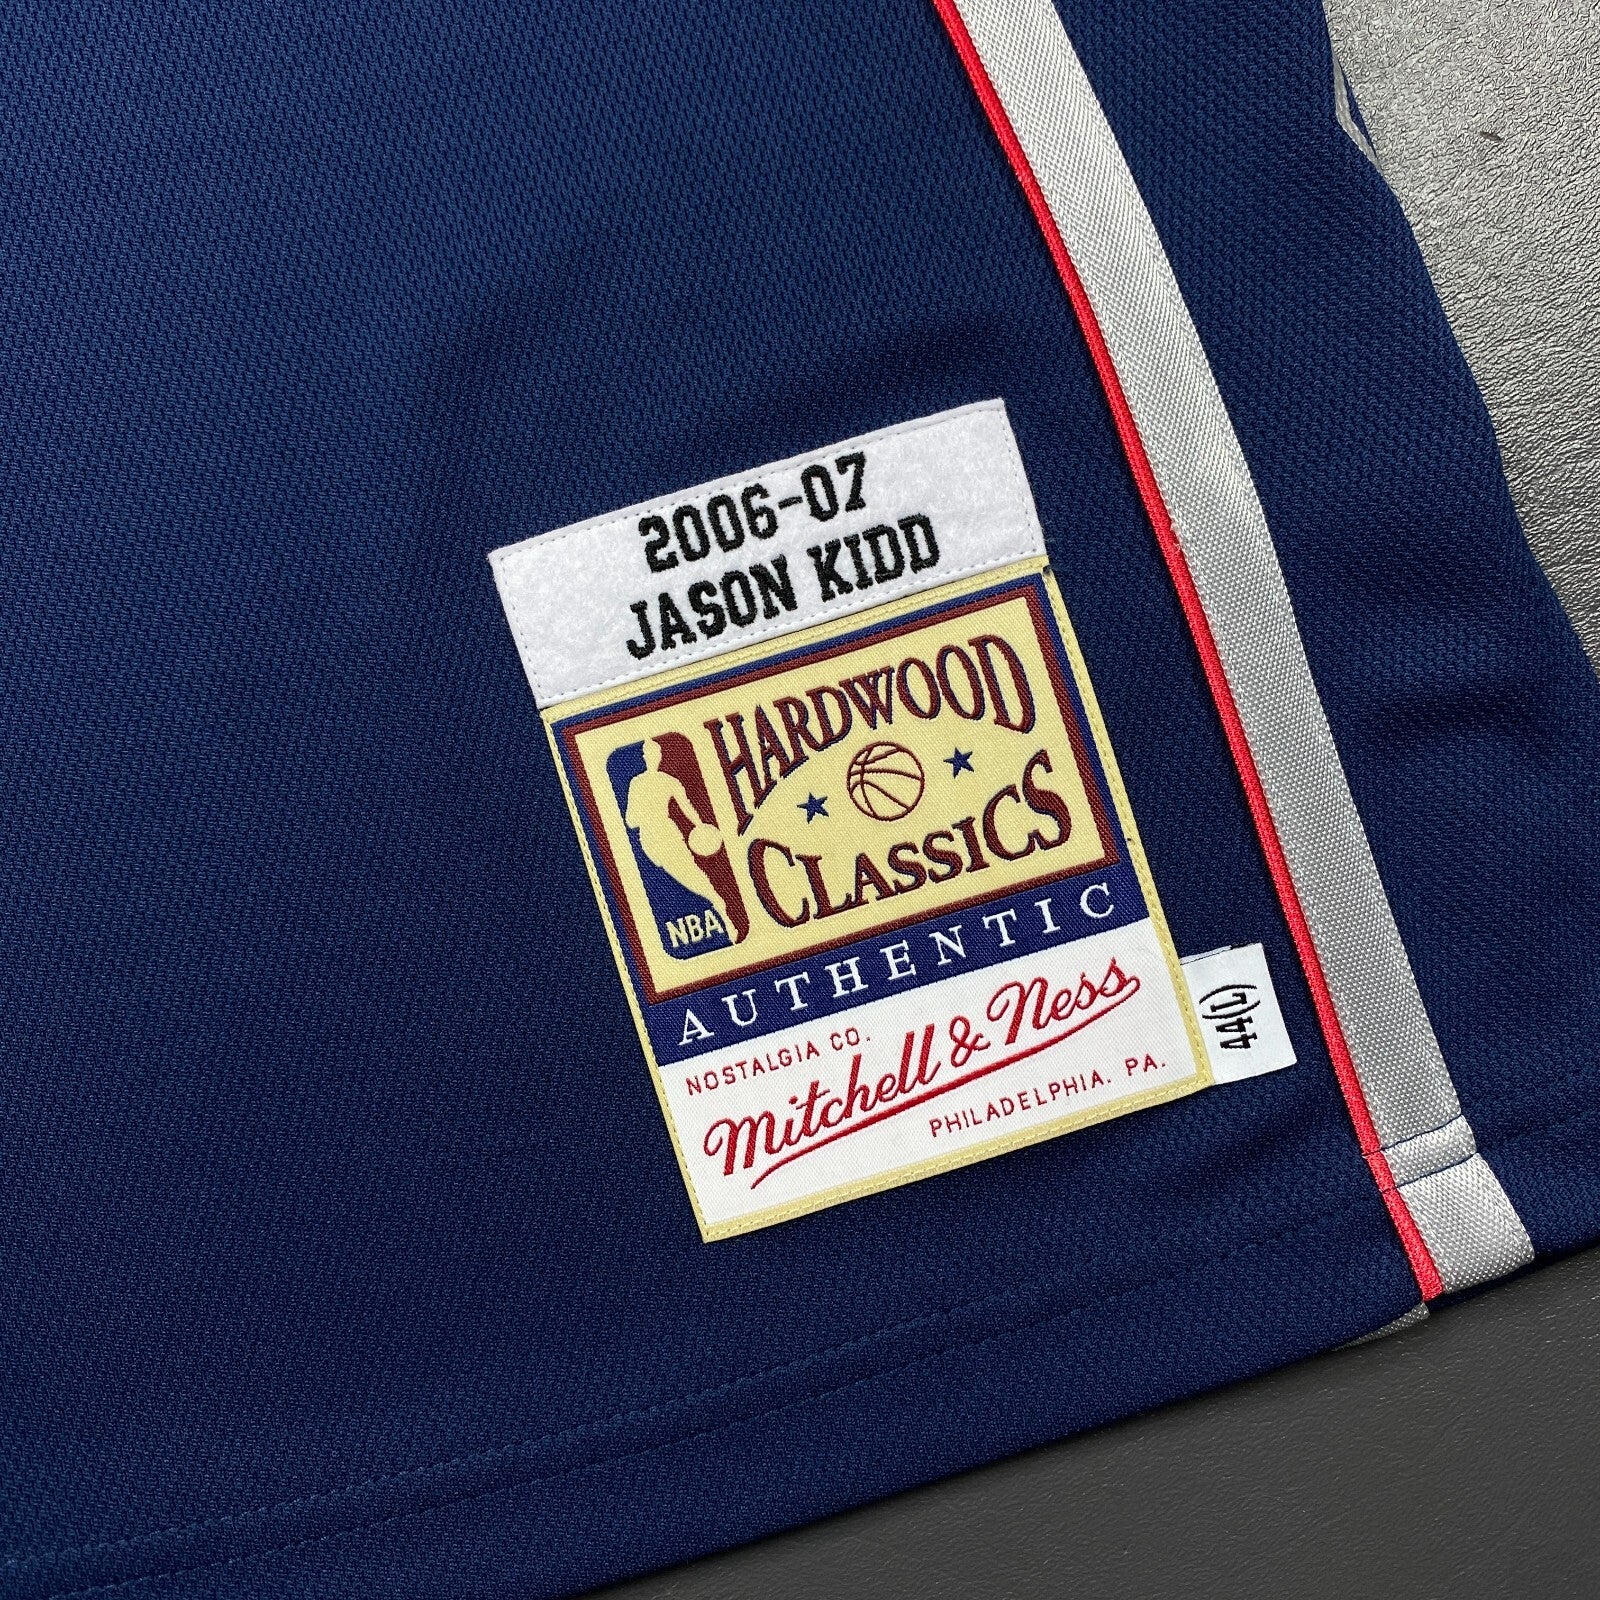 2006-07
JASON KIDD
HARDWOOD
CLASSICS
NBA
AUTHENTIC
NOSTALGIA CO.
Mitchell & Ness
PHILADELPHIA. PA.
44(L)